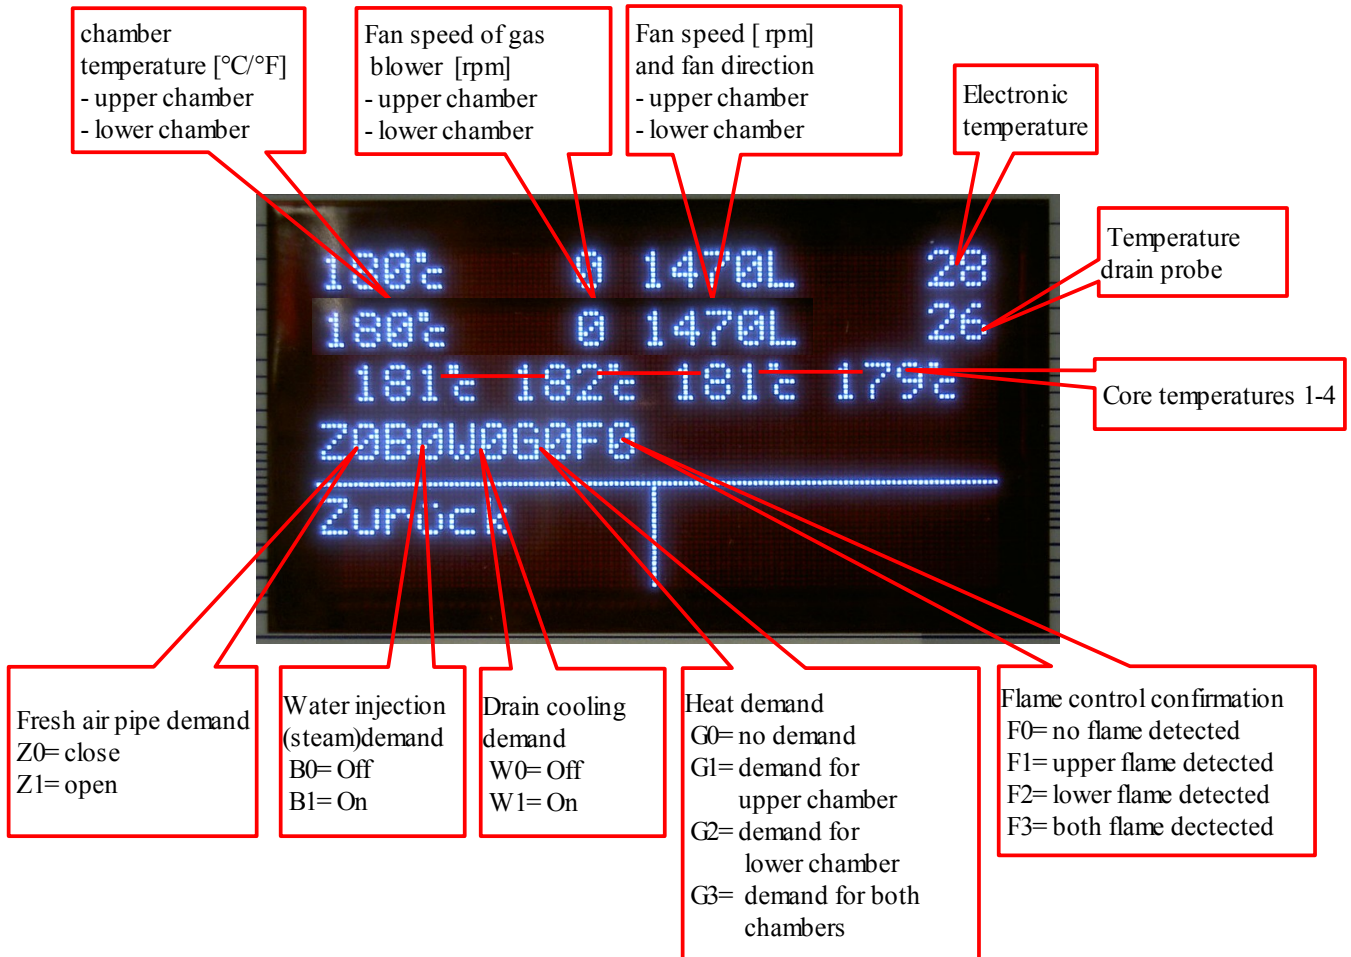 chamber
temperature [°C/°F]
- upper chamber
- lower chamber
Fan speed of gas
blower [rpm]
- upper chamber
- lower chamber
Fan speed [ rpm]
and fan direction
- upper chamber
- lower chamber
Electronic
temperature
Temperature
drain probe
Core temperatures 1-4
180°c 0 1470L 28
180°c 0 1470L 26
181°c 182°c 181°c 179°c
Z0B0W0G0F0
Zurück
Fresh air pipe demand
Z0= close
Z1= open
Water injection
(steam)demand
B0= Off
B1= On
Drain cooling
demand
W0= Off
W1= On
Heat demand
G0= no demand
G1= demand for
upper chamber
G2= demand for
lower chamber
G3= demand for both
chambers
Flame control confirmation
F0= no flame detected
F1= upper flame detected
F2= lower flame detected
F3= both flame dectected